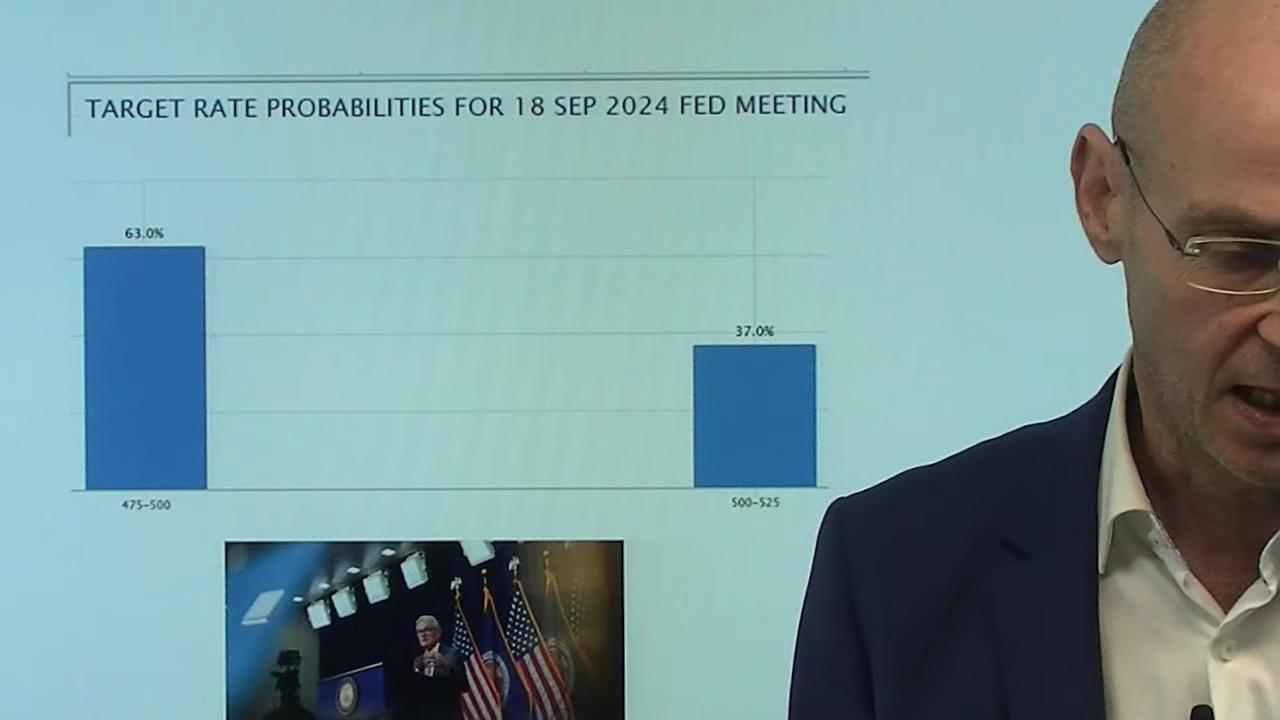 TARGET RATE PROBABILITIES FOR 18 SEP 2024 FED MEETING
63.0%
37.0%
475–500
500–525